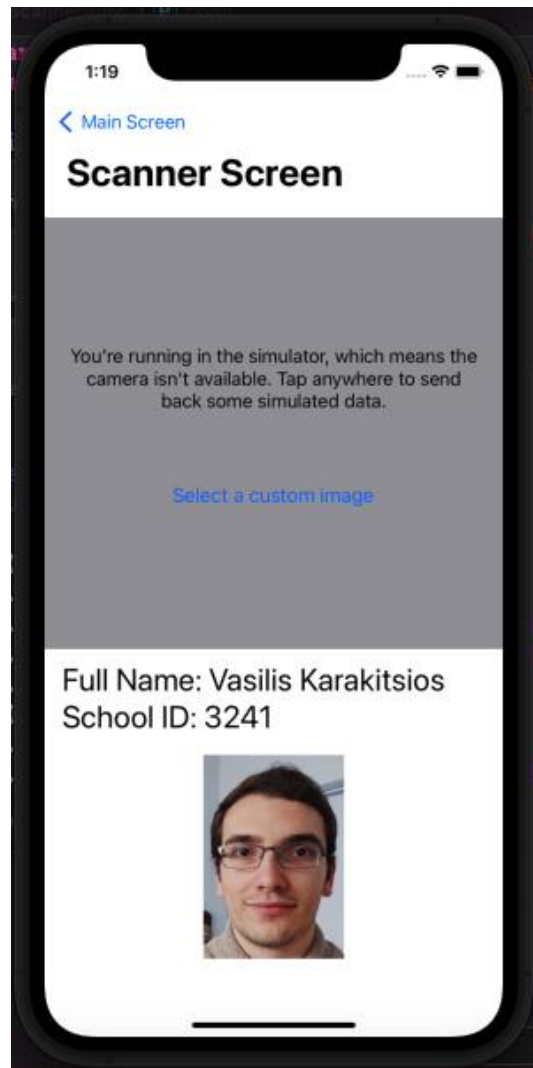 1:19
Main Screen
Scanner Screen
You're running in the simulator, which means the
camera isn't available. Tap anywhere to send
back some simulated data.
Select a custom image
Full Name: Vasilis Karakitsios
School ID: 3241